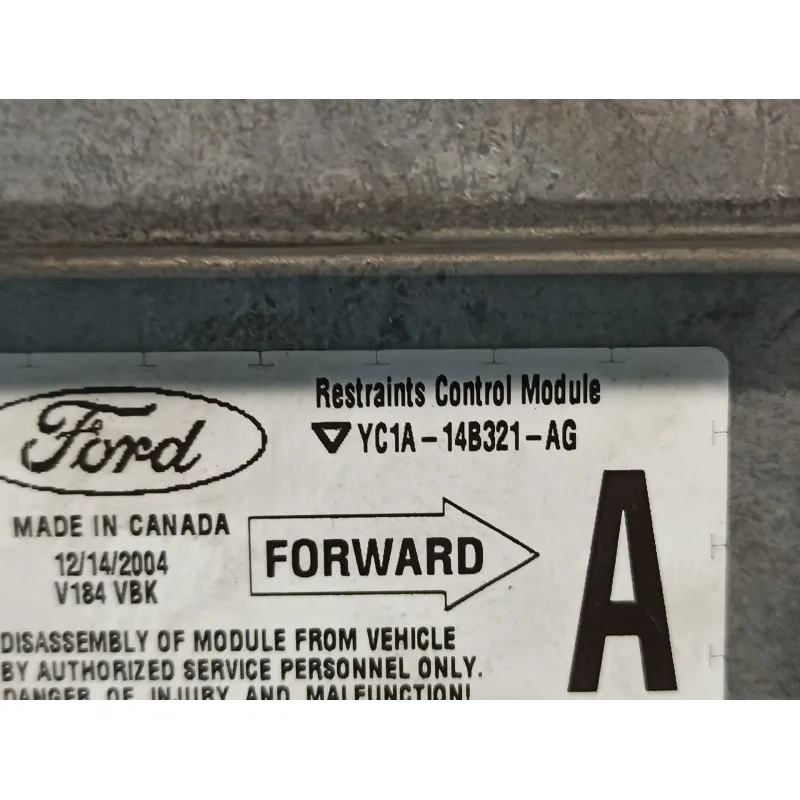 Ford
Restraints Control Module
YC1A-14B321-AG
MADE IN CANADA
12/14/2004
V184 VBK
FORWARD
A
DISASSEMBLY OF MODULE FROM VEHICLE
BY AUTHORIZED SERVICE PERSONNEL ONLY.
DANGER OF INJURY AND MALFUNCTION!